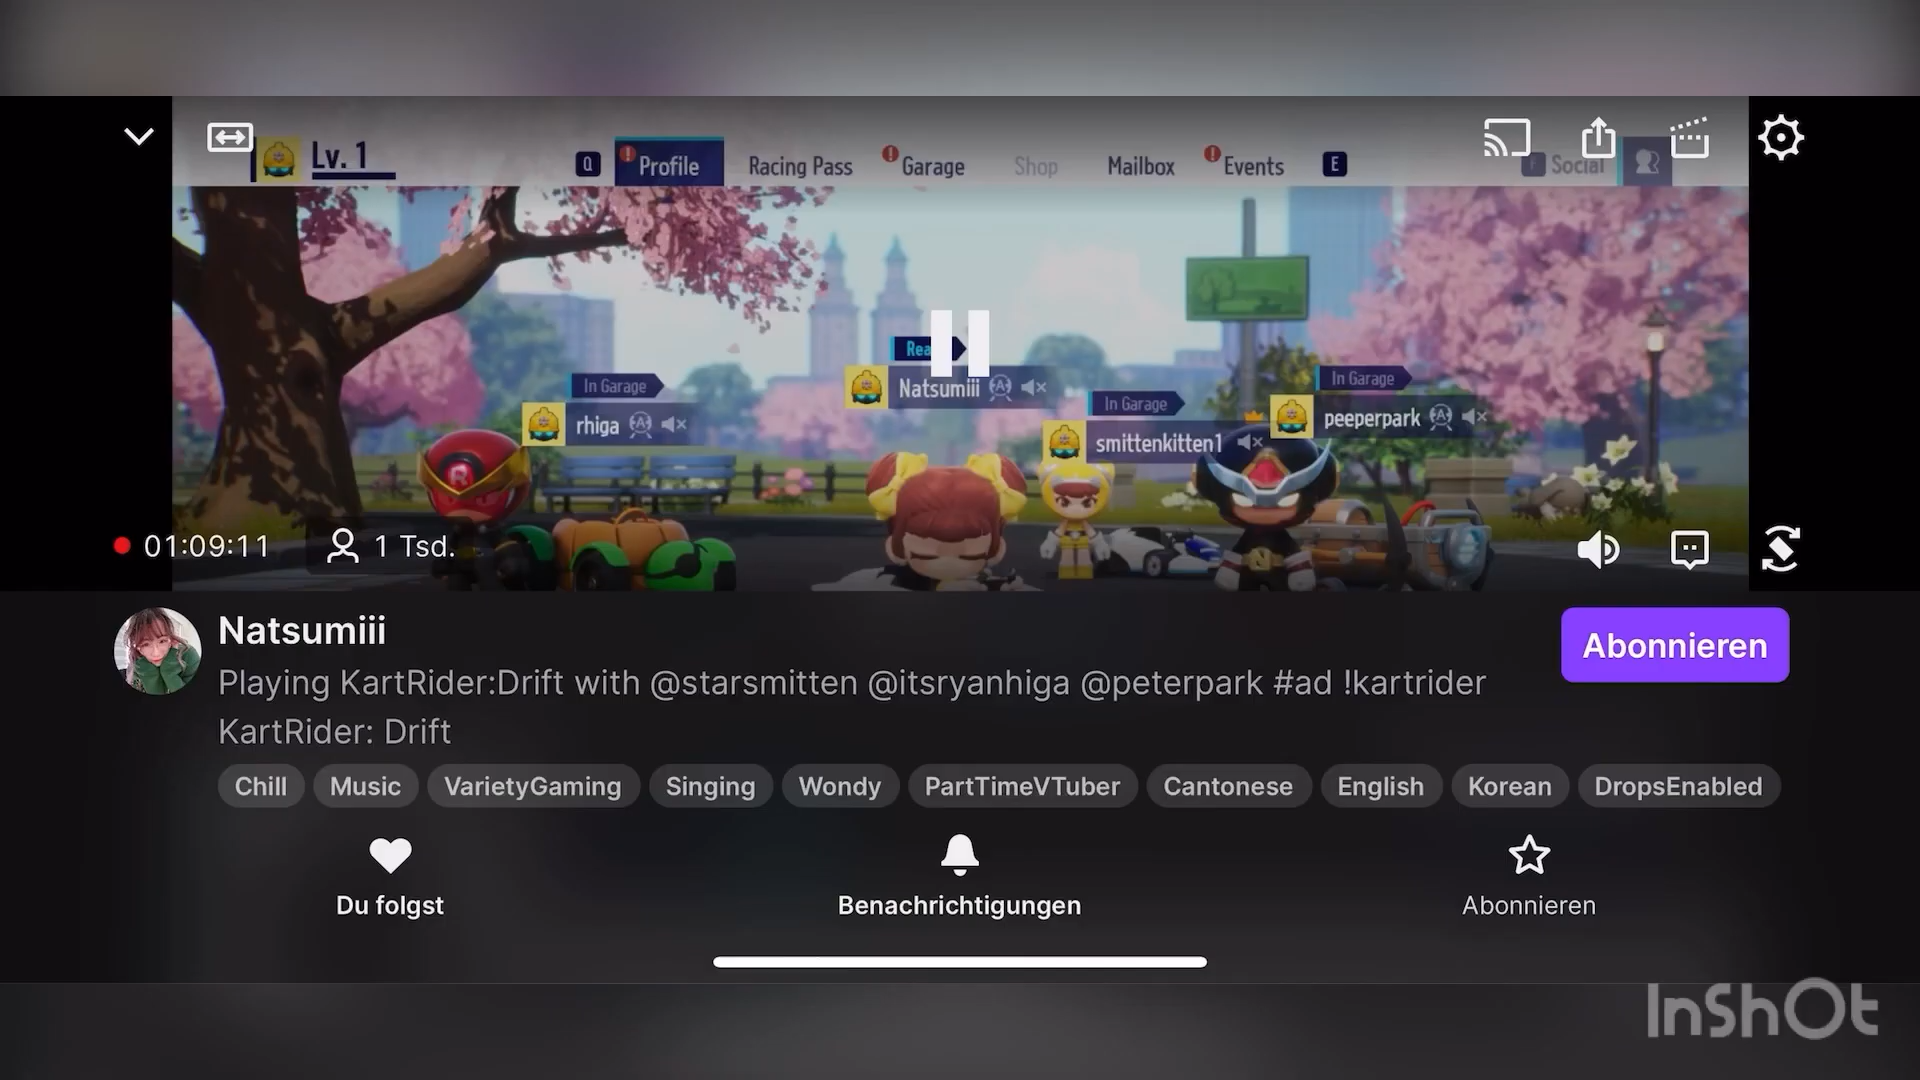 Lv. 1
Q
Profile
Racing Pass
Garage
Shop
Mailbox
Events
E
Social
In Garage
rhiga
Rea
Natsumiii
In Garage
smittenkitten1
In Garage
peeperpark
01:09:11
1 Tsd.
Natsumiii
Abonnieren
Playing KartRider:Drift with @starsmitten @itsryanhiga @peterpark #ad !kartrider
KartRider: Drift
Chill Music VarietyGaming Singing Wondy PartTimeVTuber Cantonese English Korean DropsEnabled
Du folgst
Benachrichtigungen
Abonnieren
InShOt